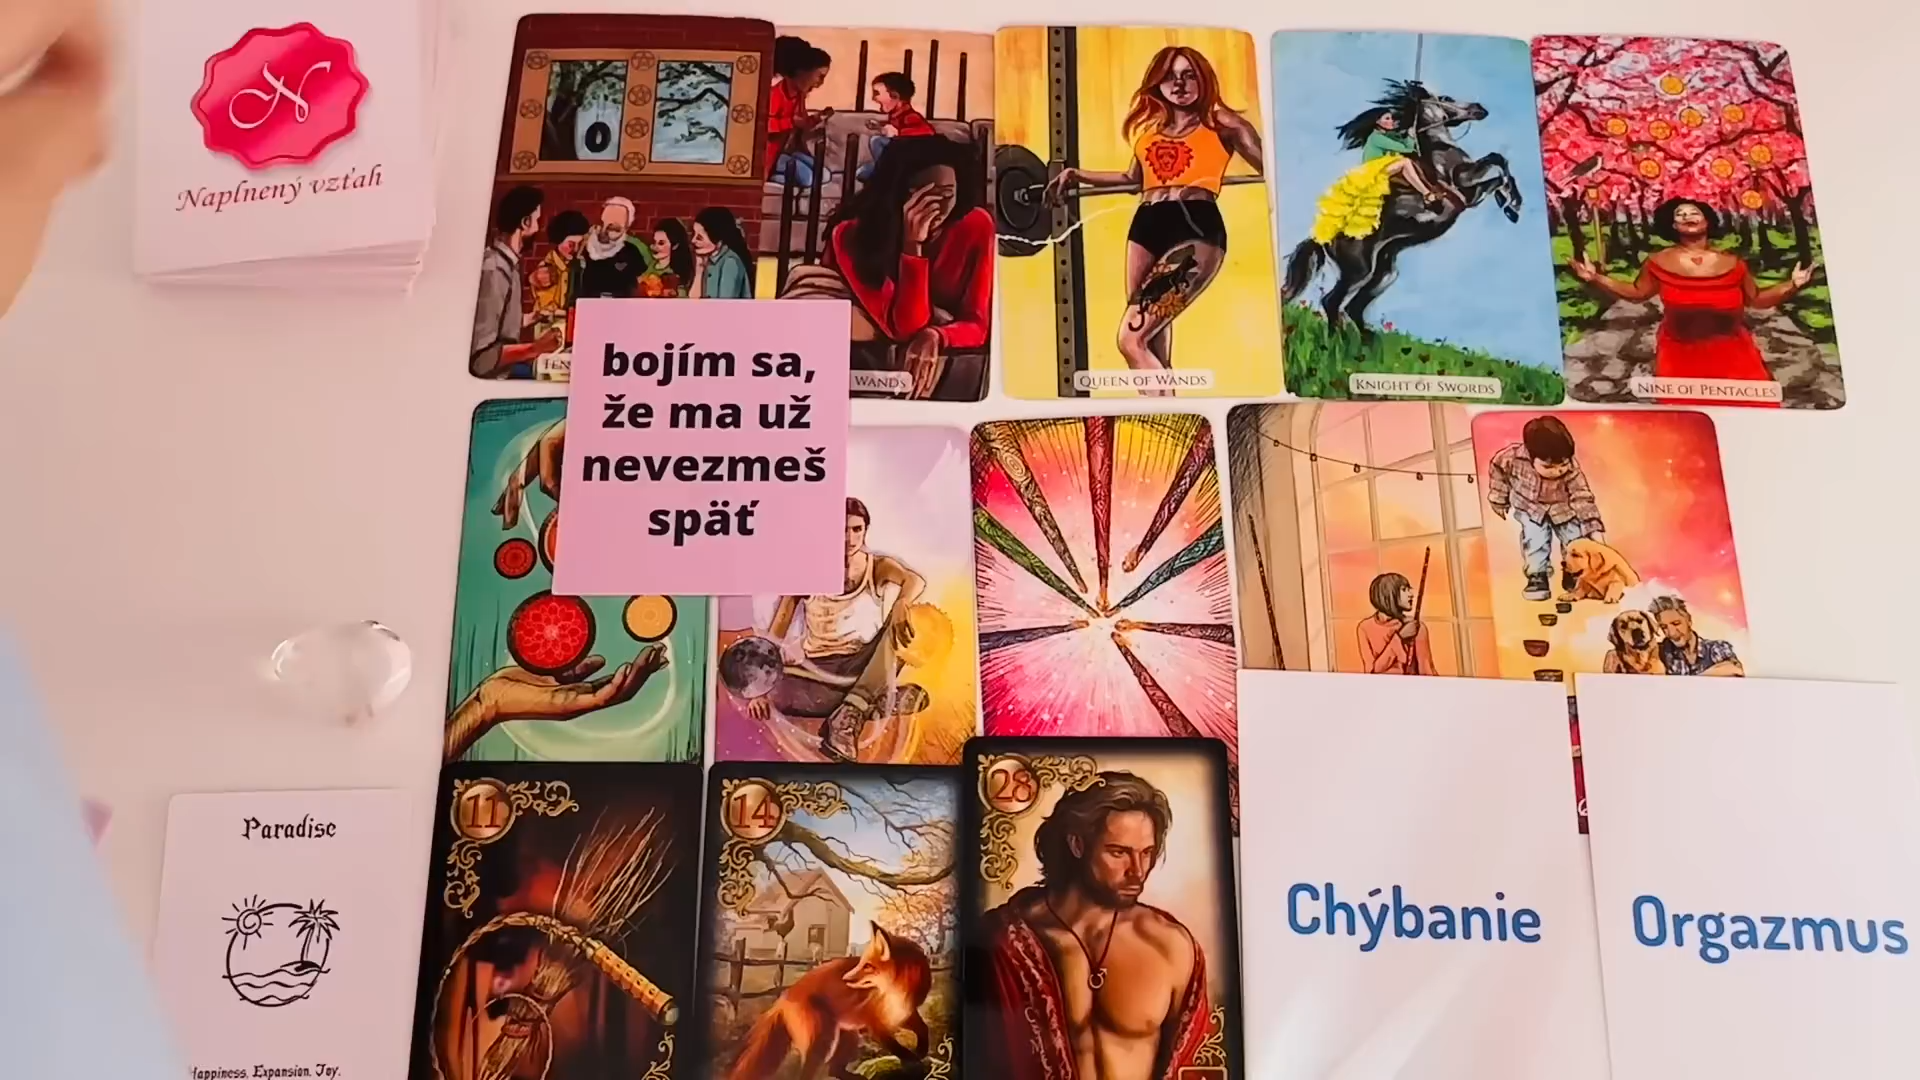 N
Naplnený vzťah
TEN
WANDS
QUEEN OF WANDS
KNIGHT OF SWORDS
NINE OF PENTACLES
bojím sa,
že ma už
nevezmeš
späť
Paradise
Happiness, Expansion, Joy.
11
14
28
Chýbanie
Orgazmus